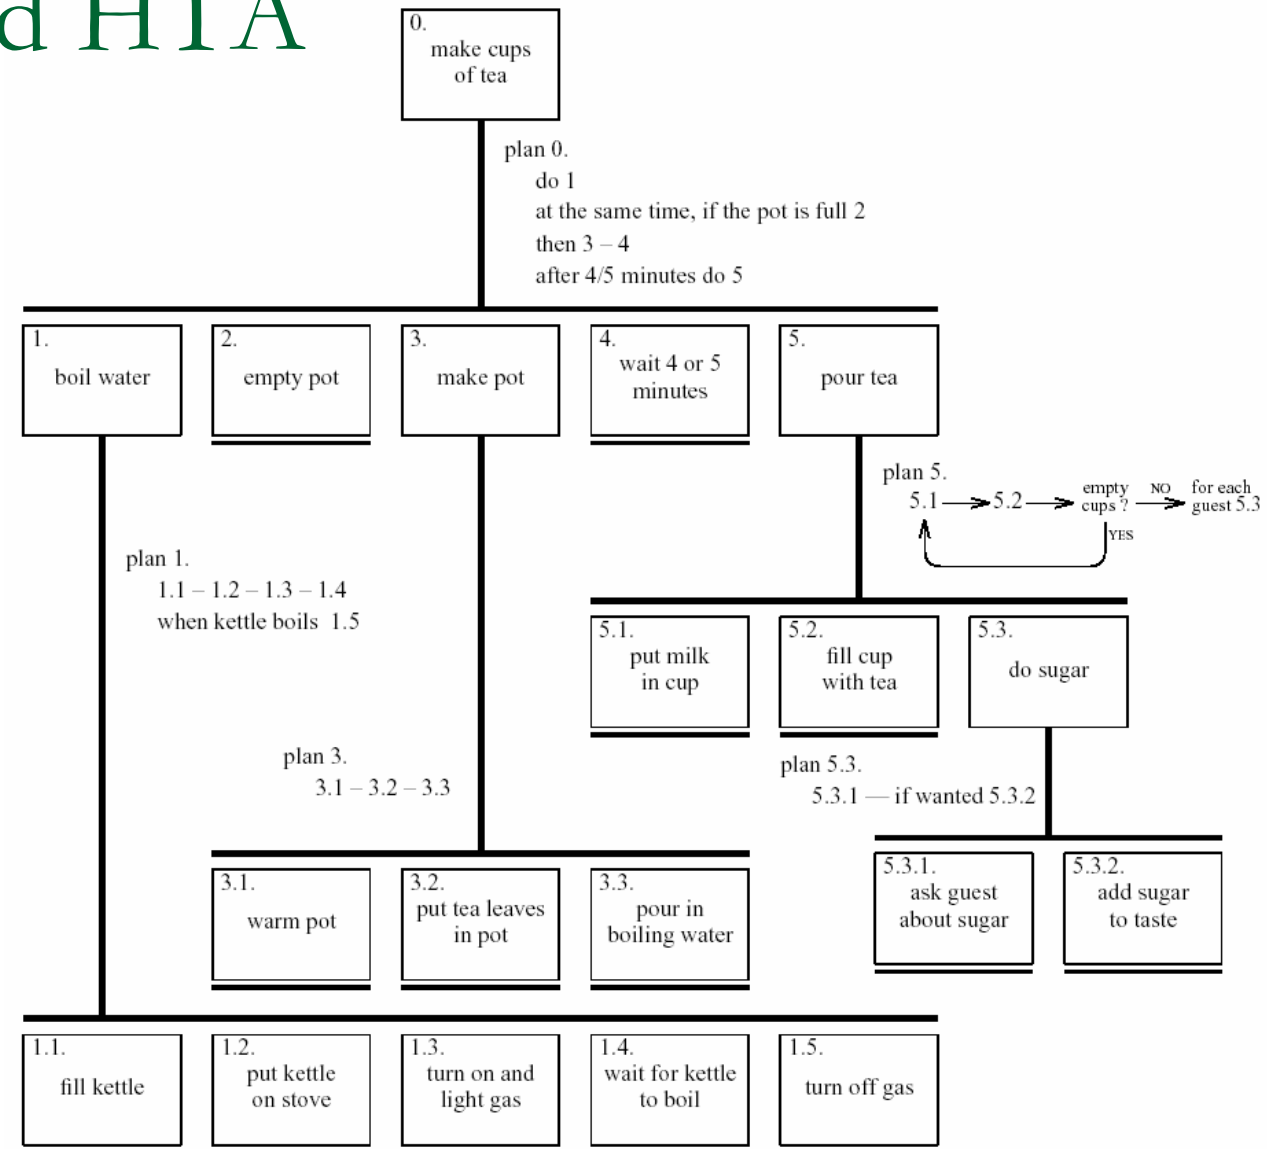 d HTA
0.
make cups
of tea
plan 0.
do 1
at the same time, if the pot is full 2
then 3 – 4
after 4/5 minutes do 5
1.
boil water
2.
empty pot
3.
make pot
4.
wait 4 or 5
minutes
5.
pour tea
plan 5.
5.1 5.2 empty cups ? NO for each guest 5.3
YES
plan 1.
1.1 – 1.2 – 1.3 – 1.4
when kettle boils 1.5
5.1.
put milk
in cup
5.2.
fill cup
with tea
5.3.
do sugar
plan 3.
3.1 – 3.2 – 3.3
plan 5.3.
5.3.1 — if wanted 5.3.2
3.1.
warm pot
3.2.
put tea leaves
in pot
3.3.
pour in
boiling water
5.3.1.
ask guest
about sugar
5.3.2.
add sugar
to taste
1.1.
fill kettle
1.2.
put kettle
on stove
1.3.
turn on and
light gas
1.4.
wait for kettle
to boil
1.5.
turn off gas